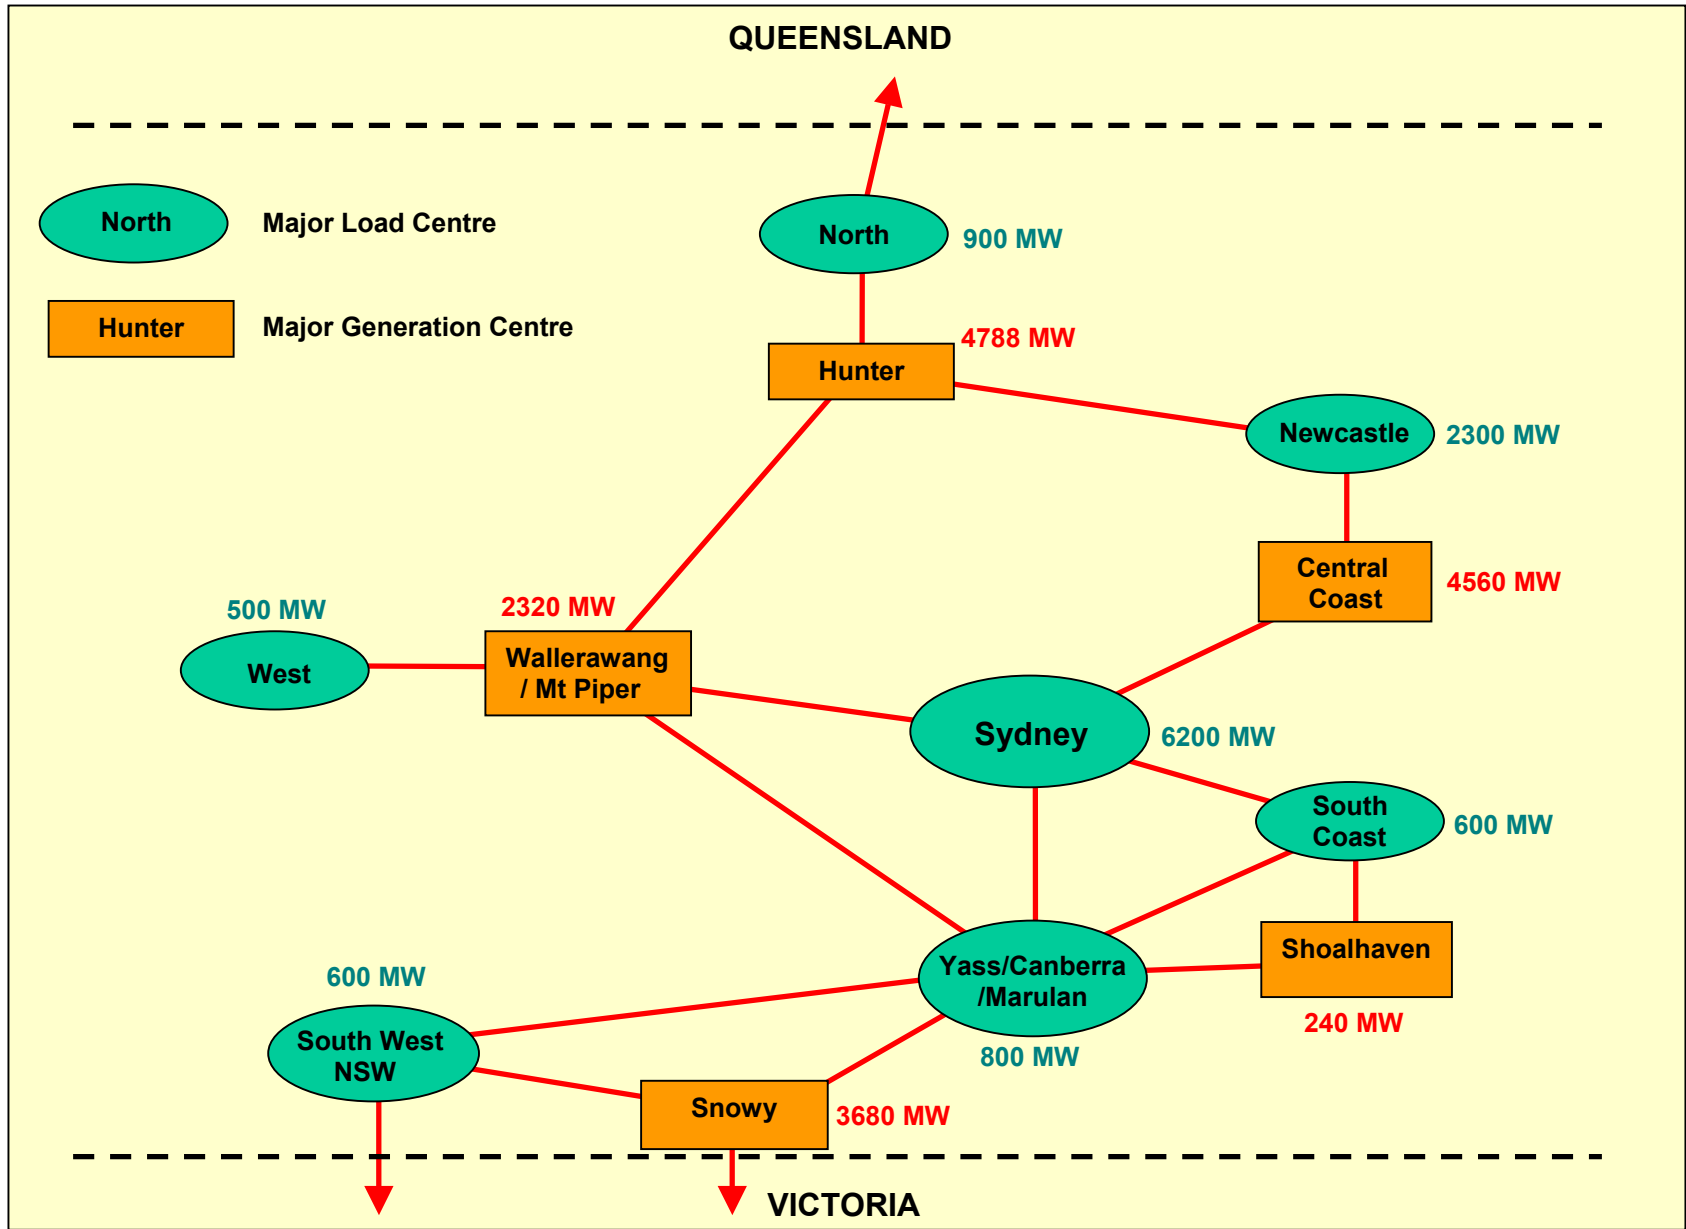 QUEENSLAND
North
Major Load Centre
North
900 MW
Hunter
Major Generation Centre
4788 MW
Hunter
Newcastle
2300 MW
Central
Coast
4560 MW
500 MW
2320 MW
West
Wallerawang
/ Mt Piper
Sydney
6200 MW
South
Coast
600 MW
Shoalhaven
240 MW
Yass/Canberra
/Marulan
800 MW
600 MW
South West
NSW
Snowy
3680 MW
VICTORIA